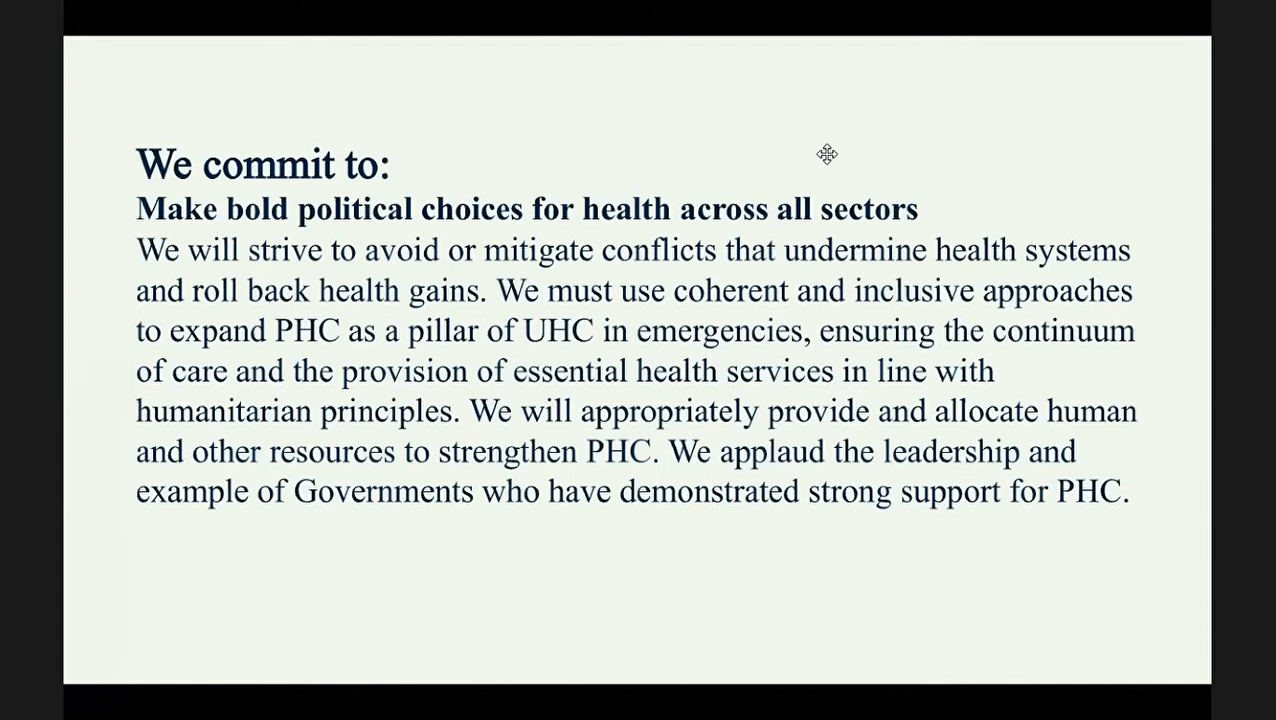 We commit to:
Make bold political choices for health across all sectors
We will strive to avoid or mitigate conflicts that undermine health systems
and roll back health gains. We must use coherent and inclusive approaches
to expand PHC as a pillar of UHC in emergencies, ensuring the continuum
of care and the provision of essential health services in line with
humanitarian principles. We will appropriately provide and allocate human
and other resources to strengthen PHC. We applaud the leadership and
example of Governments who have demonstrated strong support for PHC.